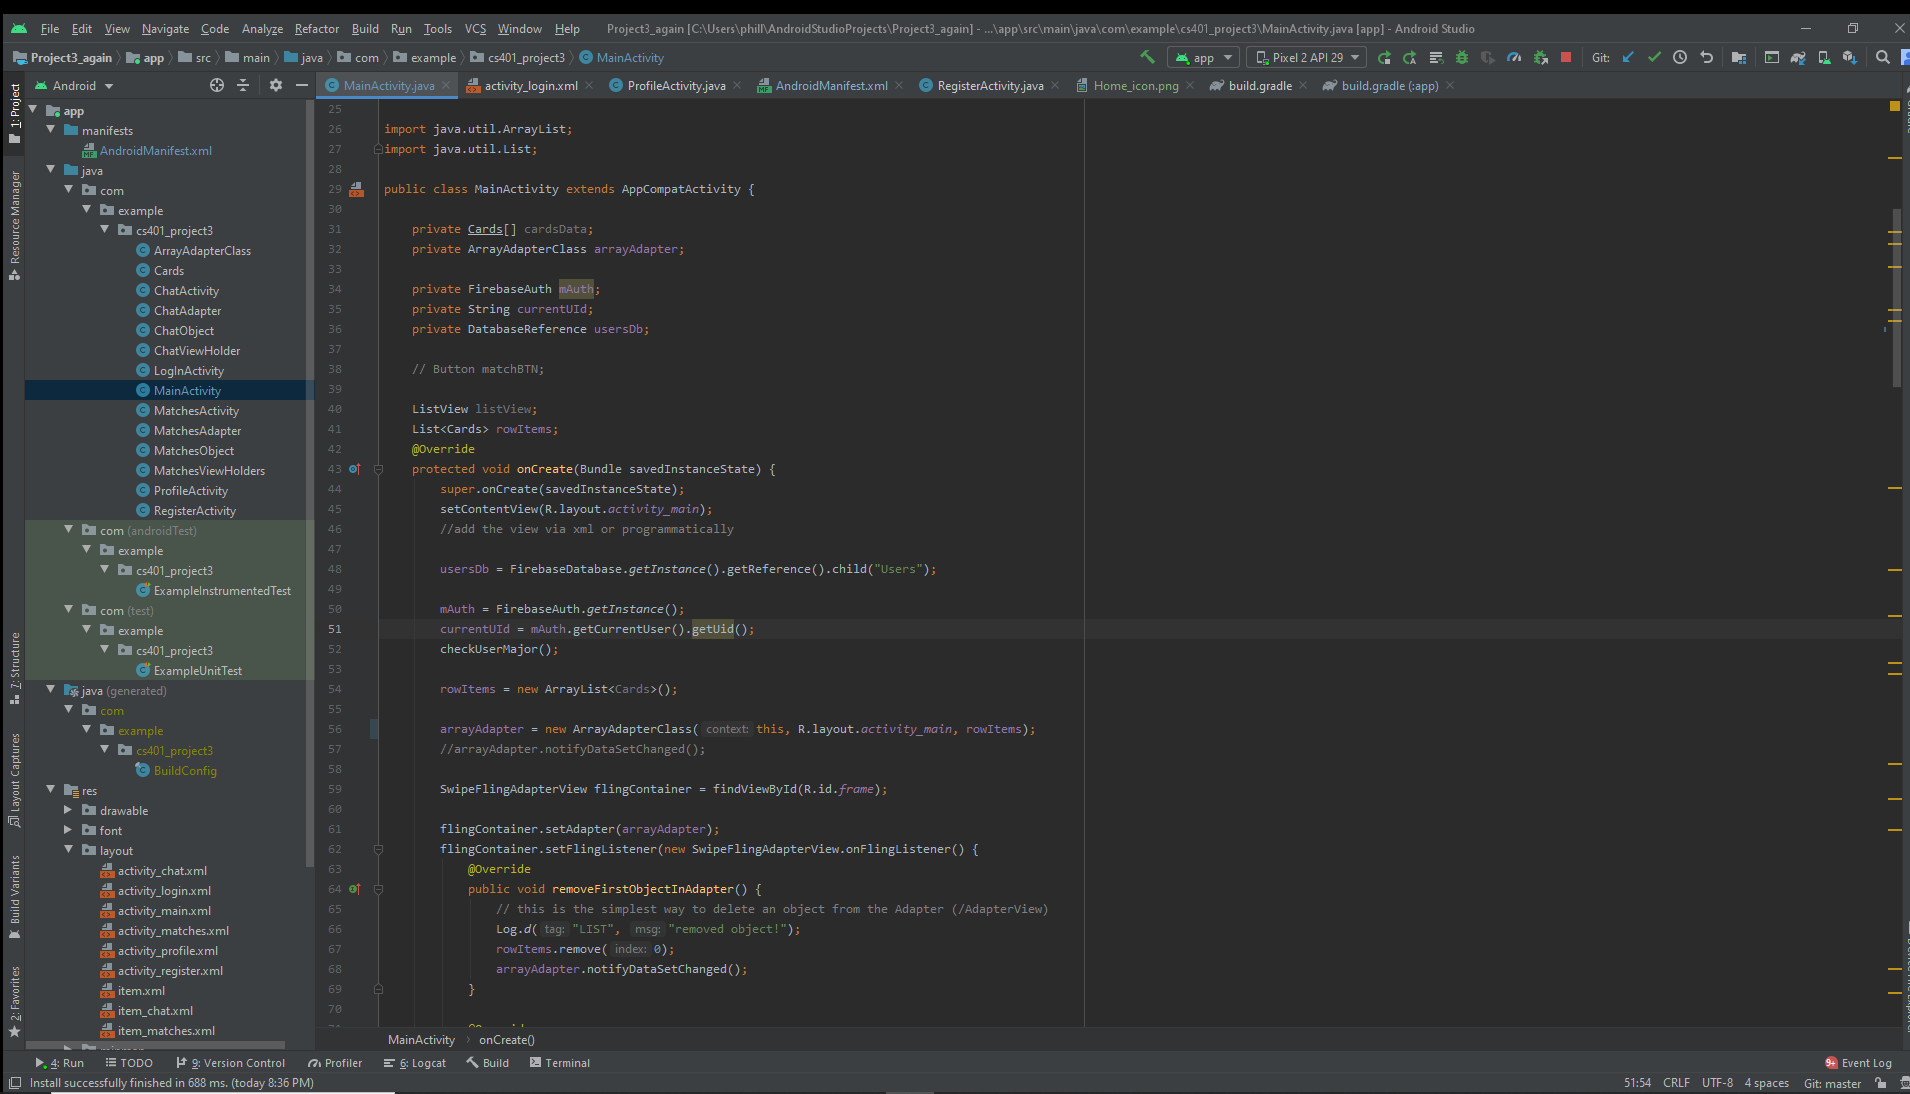 File Edit View Navigate Code Analyze Refactor Build Run Tools VCS Window Help Project3_again [C:\Users\phill\AndroidStudioProjects\Project3_again] - ...\app\src\main\java\com\example\cs401_project3\MainActivity.java [app] - Android Studio
Project3_again app src main java com example cs401_project3 MainActivity app Pixel 2 API 29 Git:
Android
MainActivity.java activity_login.xml ProfileActivity.java AndroidManifest.xml RegisterActivity.java Home_icon.png build.gradle build.gradle (:app)
1: Project
Resource Manager
7: Structure
Layout Captures
Build Variants
2: Favorites
app
manifests
AndroidManifest.xml
java
com
example
cs401_project3
ArrayAdapterClass
Cards
ChatActivity
ChatAdapter
ChatObject
ChatViewHolder
LogInActivity
MainActivity
MatchesActivity
MatchesAdapter
MatchesObject
MatchesViewHolders
ProfileActivity
RegisterActivity
com (androidTest)
example
cs401_project3
ExampleInstrumentedTest
com (test)
example
cs401_project3
ExampleUnitTest
java (generated)
com
example
cs401_project3
BuildConfig
res
drawable
font
layout
activity_chat.xml
activity_login.xml
activity_main.xml
activity_matches.xml
activity_profile.xml
activity_register.xml
item.xml
item_chat.xml
item_matches.xml
25
26 import java.util.ArrayList;
27 import java.util.List;
28
29 public class MainActivity extends AppCompatActivity {
30
31 private Cards[] cardsData;
32 private ArrayAdapterClass arrayAdapter;
33
34 private FirebaseAuth mAuth;
35 private String currentUId;
36 private DatabaseReference usersDb;
37
38 // Button matchBTN;
39
40 ListView listView;
41 List<Cards> rowItems;
42 @Override
43 protected void onCreate(Bundle savedInstanceState) {
44 super.onCreate(savedInstanceState);
45 setContentView(R.layout.activity_main);
46 //add the view via xml or programmatically
47
48 usersDb = FirebaseDatabase.getInstance().getReference().child("Users");
49
50 mAuth = FirebaseAuth.getInstance();
51 currentUId = mAuth.getCurrentUser().getUid();
52 checkUserMajor();
53
54 rowItems = new ArrayList<Cards>();
55
56 arrayAdapter = new ArrayAdapterClass( context: this, R.layout.activity_main, rowItems);
57 //arrayAdapter.notifyDataSetChanged();
58
59 SwipeFlingAdapterView flingContainer = findViewById(R.id.frame);
60
61 flingContainer.setAdapter(arrayAdapter);
62 flingContainer.setFlingListener(new SwipeFlingAdapterView.onFlingListener() {
63 @Override
64 public void removeFirstObjectInAdapter() {
65 // this is the simplest way to delete an object from the Adapter (/AdapterView)
66 Log.d( tag: "LIST", msg: "removed object!");
67 rowItems.remove( index: 0);
68 arrayAdapter.notifyDataSetChanged();
69 }
70
MainActivity onCreate()
4: Run TODO 9: Version Control Profiler 6: Logcat Build Terminal 9+ Event Log
Install successfully finished in 688 ms. (today 8:36 PM) 51:54 CRLF UTF-8 4 spaces Git: master